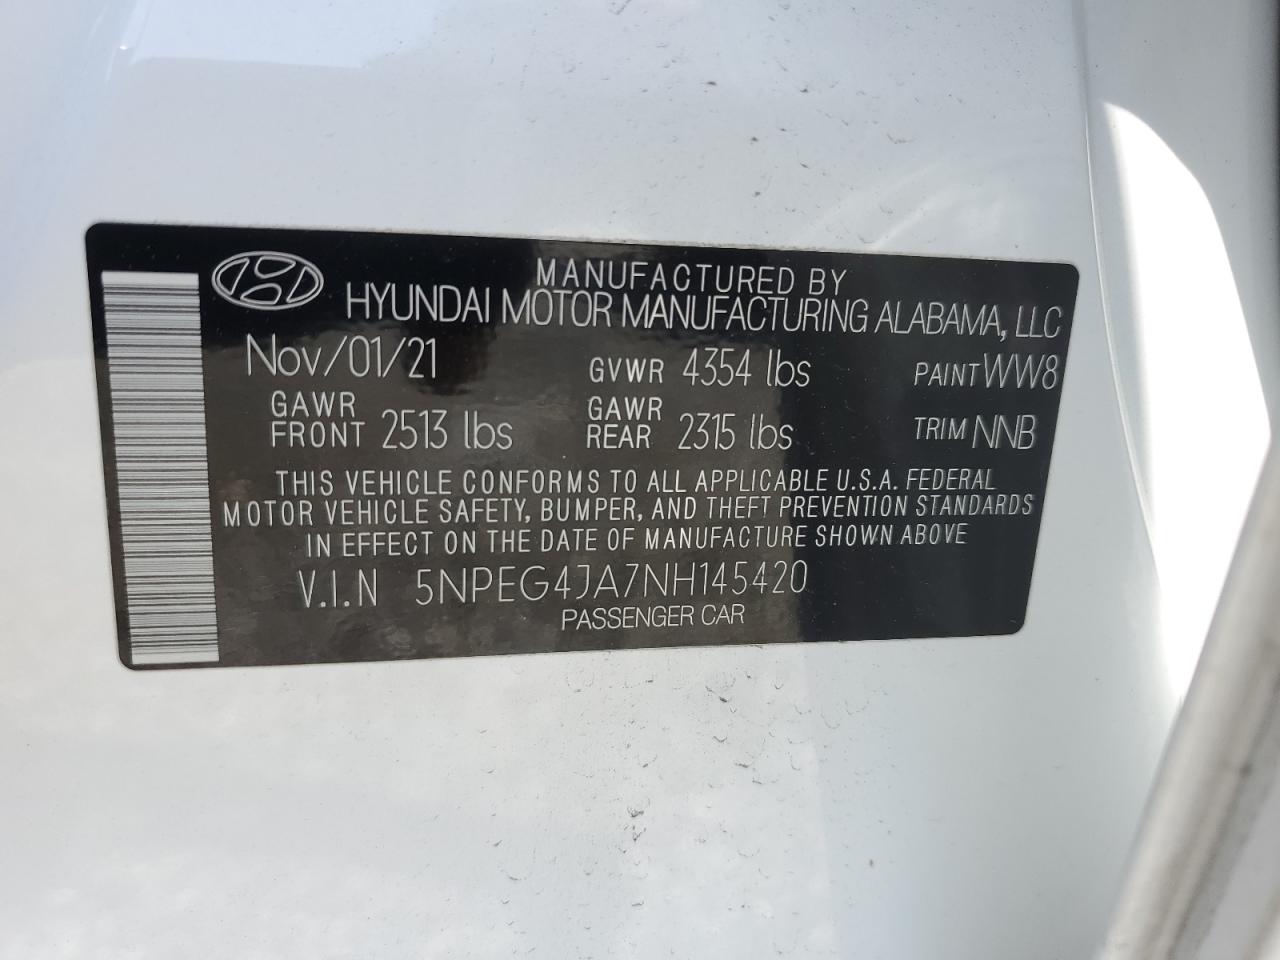 MANUFACTURED BY
HYUNDAI MOTOR MANUFACTURING ALABAMA, LLC
Nov/01/21 GVWR 4354 lbs PAINT WW8
GAWR FRONT 2513 lbs GAWR REAR 2315 lbs TRIM NNB
THIS VEHICLE CONFORMS TO ALL APPLICABLE U.S.A. FEDERAL
MOTOR VEHICLE SAFETY, BUMPER, AND THEFT PREVENTION STANDARDS
IN EFFECT ON THE DATE OF MANUFACTURE SHOWN ABOVE
V.I.N 5NPEG4JA7NH145420
PASSENGER CAR